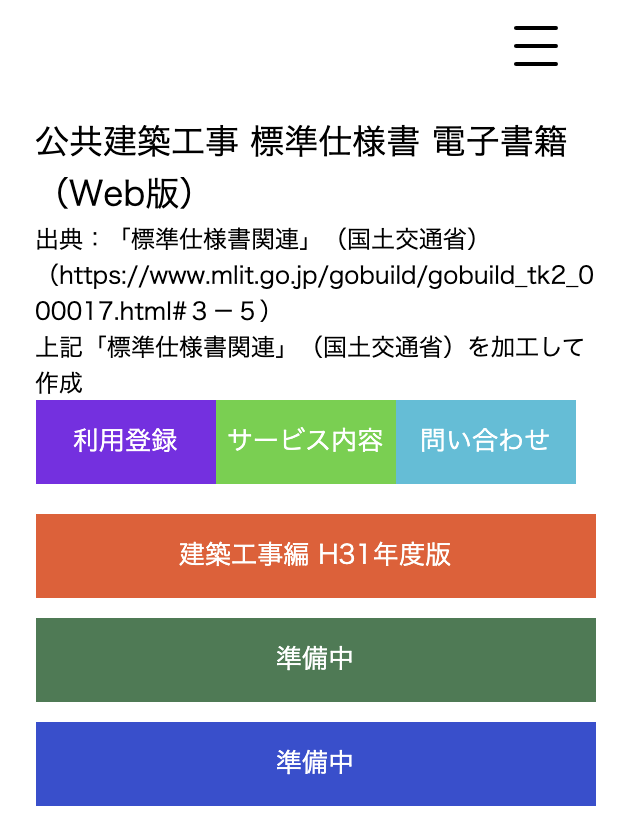 公共建築工事 標準仕様書 電子書籍
（Web版）
出典：「標準仕様書関連」（国土交通省）
（https://www.mlit.go.jp/gobuild/gobuild_tk2_0
00017.html#３－５）
上記「標準仕様書関連」（国土交通省）を加工して
作成
利用登録 サービス内容 問い合わせ
建築工事編 H31年度版
準備中
準備中